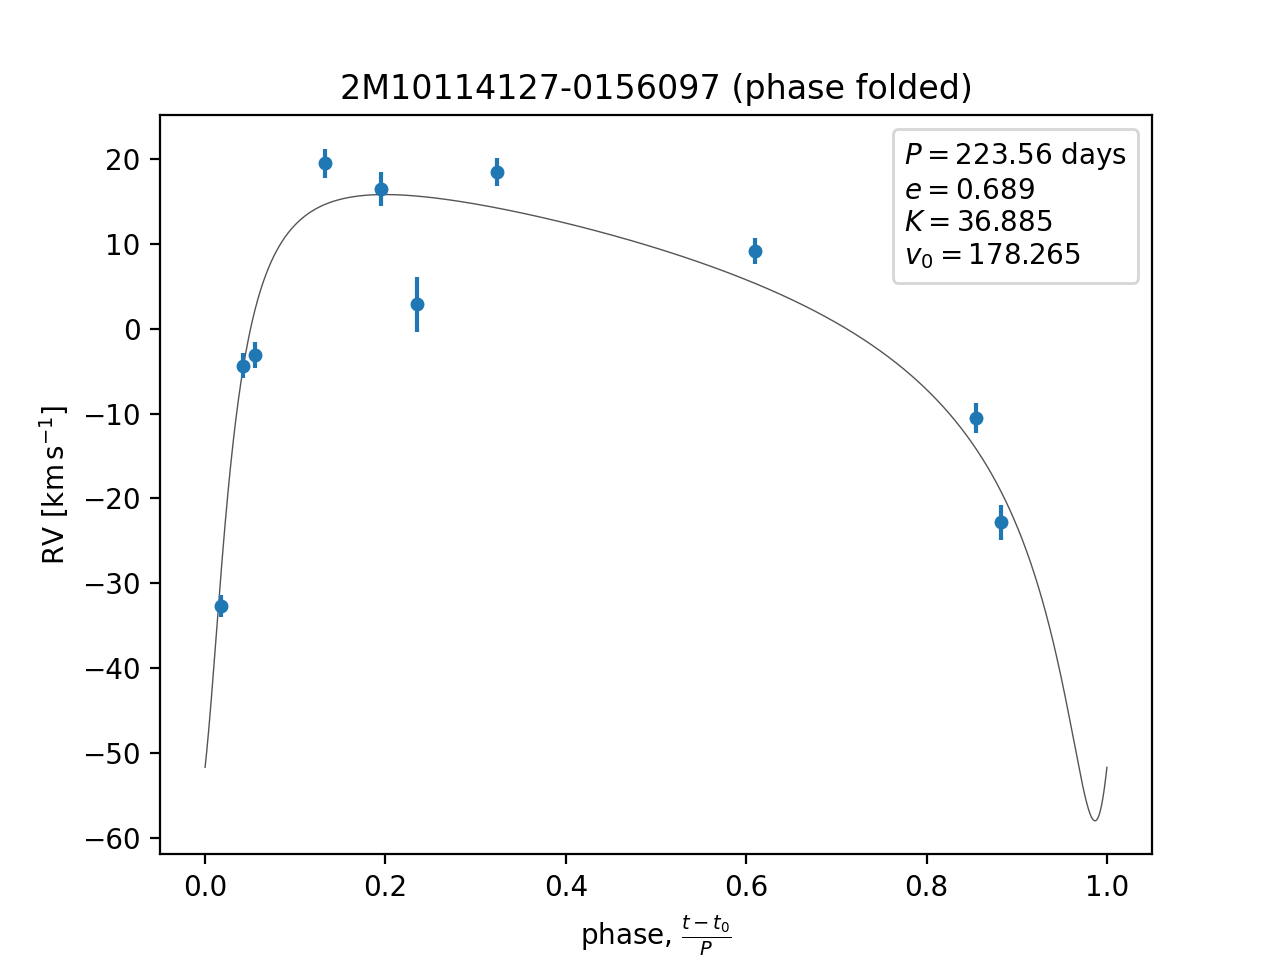 2M10114127-0156097 (phase folded)
P = 223.56 days
e = 0.689
K = 36.885
v₀ = 178.265
20
10
0
−10
−20
−30
−40
−50
−60
RV [km s⁻¹]
0.0 0.2 0.4 0.6 0.8 1.0
phase, (t − t₀)/P